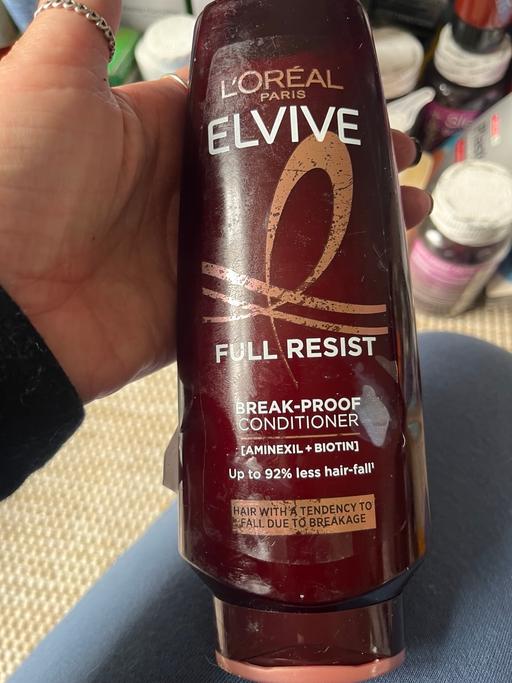 L'ORÉAL
PARIS
ELVIVE
FULL RESIST
BREAK-PROOF
CONDITIONER
[AMINEXIL + BIOTIN]
Up to 92% less hair-fall¹
HAIR WITH A TENDENCY TO
FALL DUE TO BREAKAGE